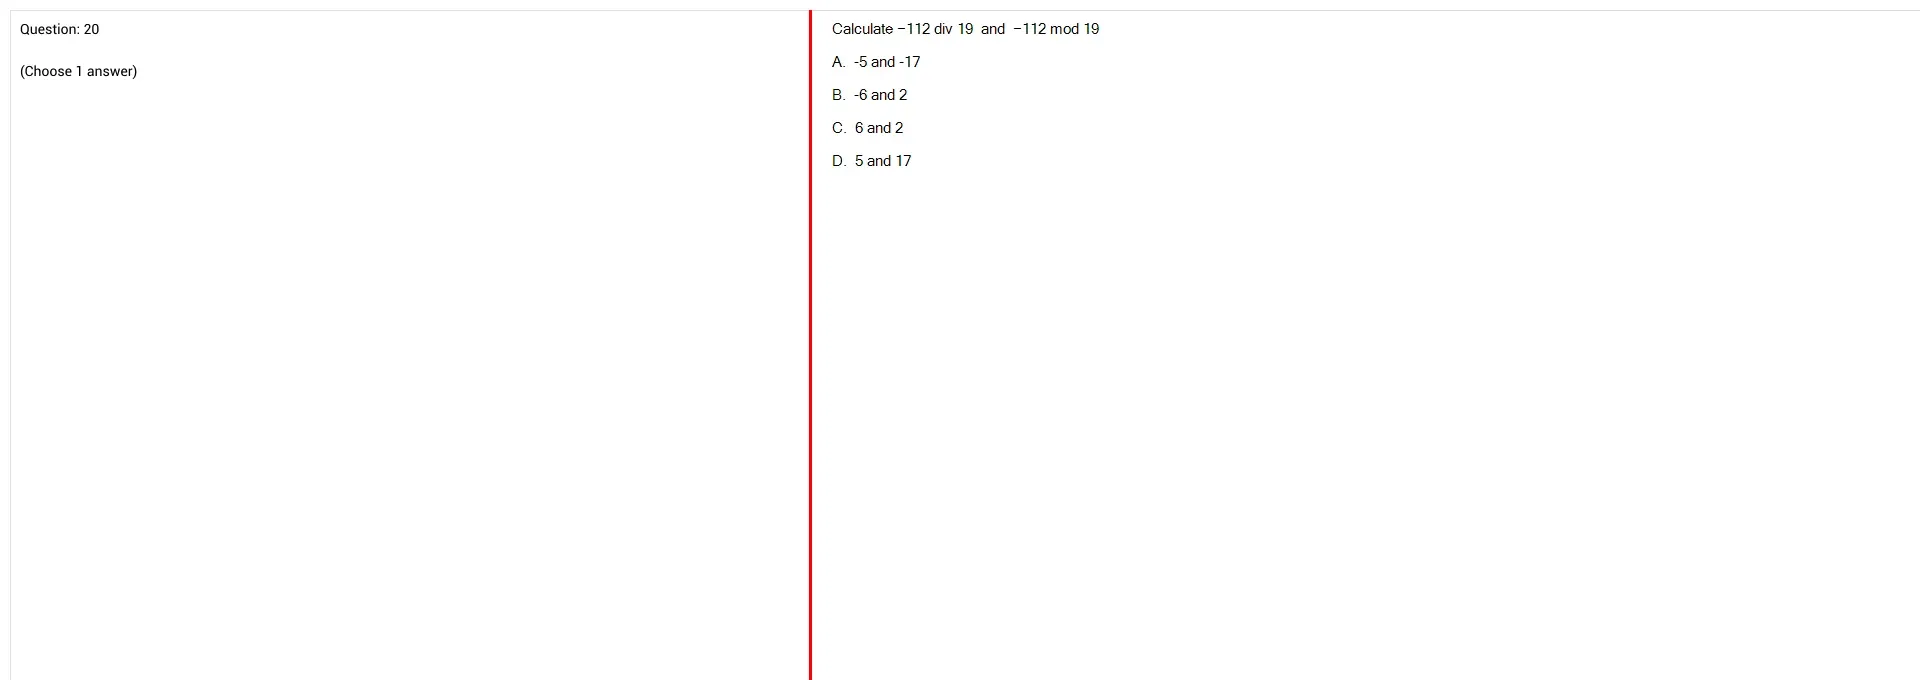 Question: 20
(Choose 1 answer)
Calculate −112 div 19 and −112 mod 19
A. -5 and -17
B. -6 and 2
C. 6 and 2
D. 5 and 17